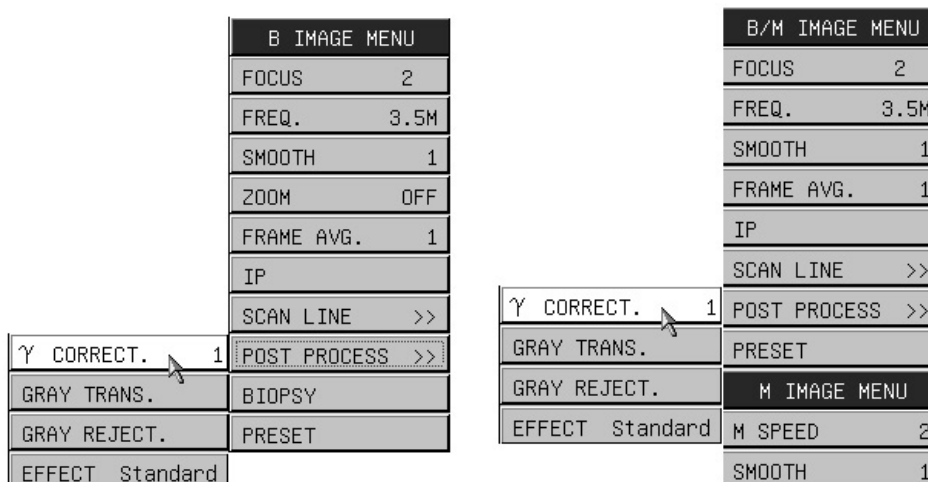 B IMAGE MENU
FOCUS 2
FREQ. 3.5M
SMOOTH 1
ZOOM OFF
FRAME AVG. 1
IP
SCAN LINE >>
POST PROCESS >>
BIOPSY
PRESET
γ CORRECT. 1
GRAY TRANS.
GRAY REJECT.
EFFECT Standard
B/M IMAGE MENU
FOCUS 2
FREQ. 3.5M
SMOOTH 1
FRAME AVG. 1
IP
SCAN LINE >>
POST PROCESS >>
PRESET
M IMAGE MENU
M SPEED 2
SMOOTH 1
γ CORRECT. 1
GRAY TRANS.
GRAY REJECT.
EFFECT Standard